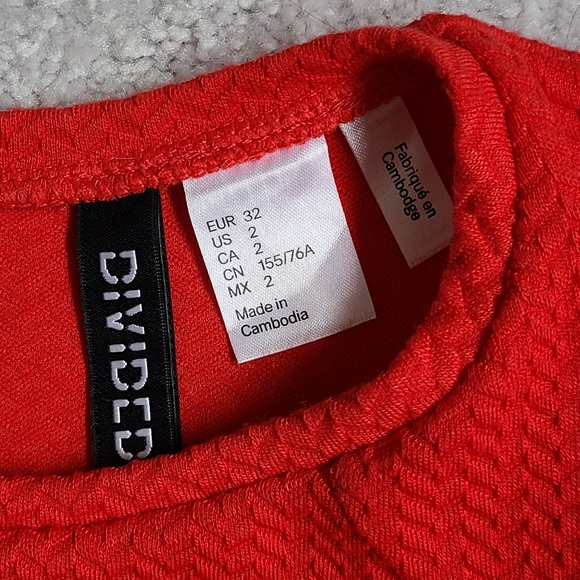 DIVIDED
EUR 32
US 2
CA 2
CN 155/76A
MX 2
Made in
Cambodia
Fabriqué en
Cambodge